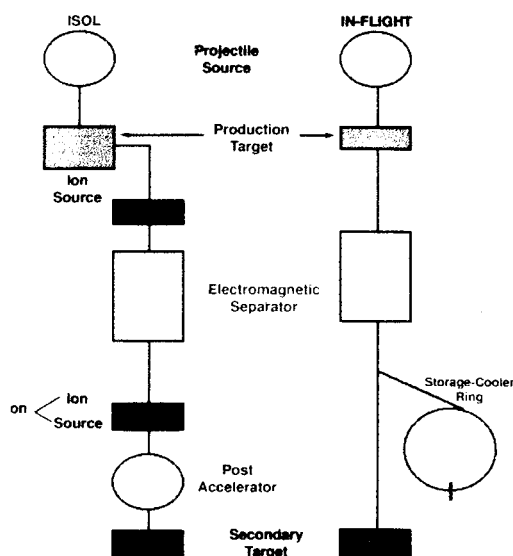 ISOL
IN-FLIGHT
Projectile
Source
Production
Target
Ion
Source
Electromagnetic
Separator
Storage-Cooler
Ring
on
Ion
Source
Post
Accelerator
Secondary
Target